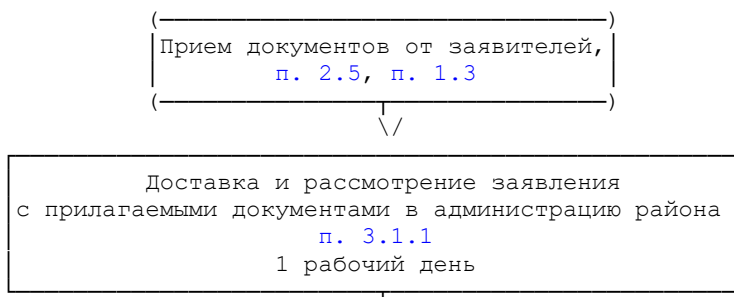 Прием документов от заявителей,
п. 2.5, п. 1.3
Доставка и рассмотрение заявления
с прилагаемыми документами в администрацию района
п. 3.1.1
1 рабочий день